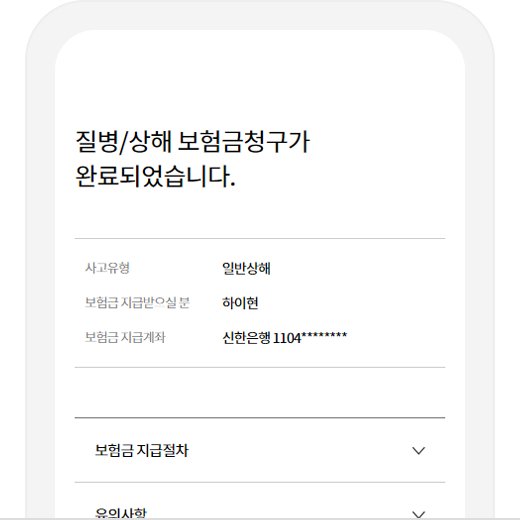 질병/상해 보험금청구가
완료되었습니다.
사고유형 일반상해
보험금 지급받으실 분 하이현
보험금 지급계좌 신한은행 1104********
보험금 지급절차
유의사항